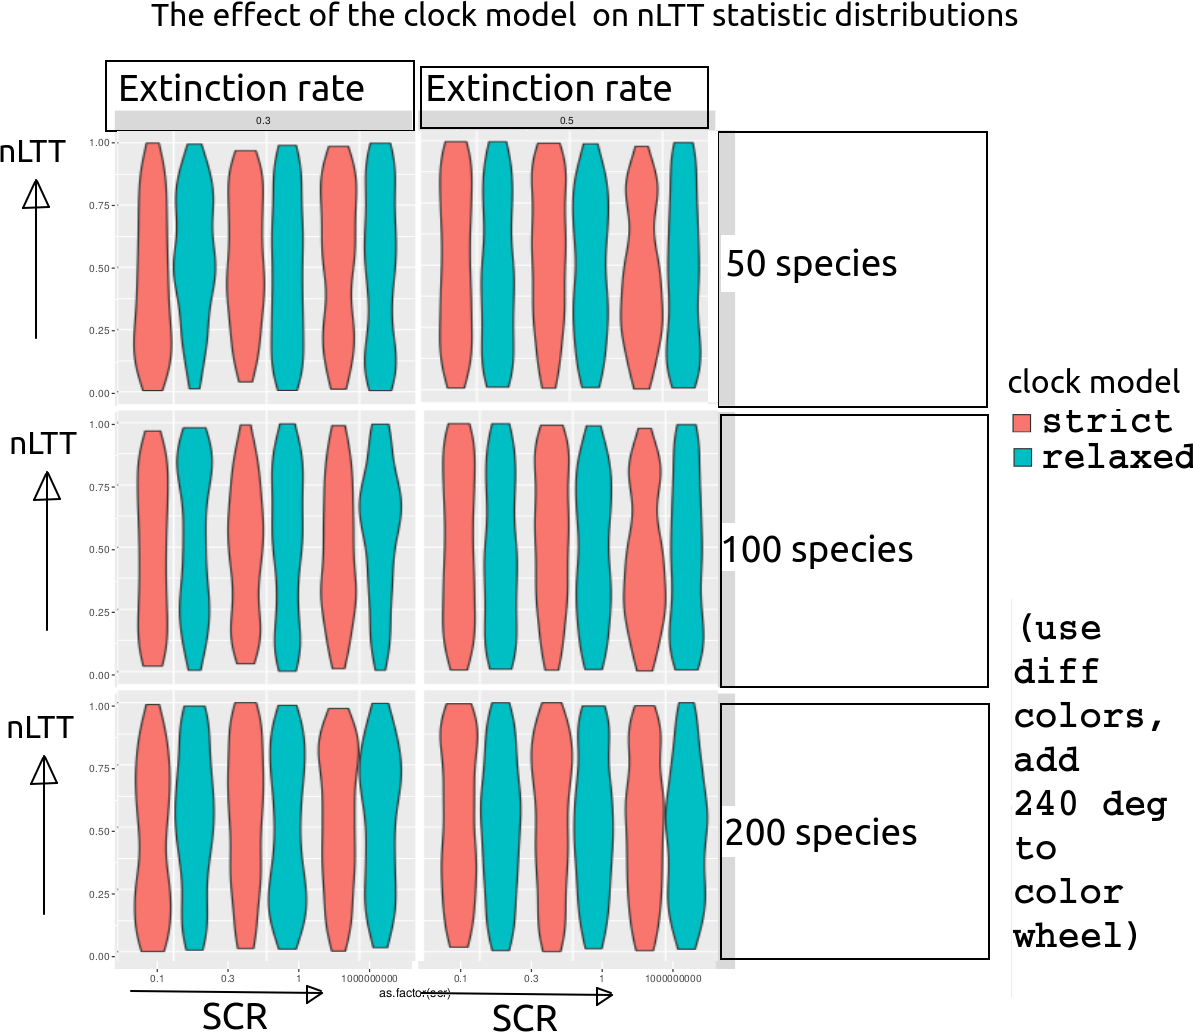 The effect of the clock model  on nLTT statistic distributions
Extinction rate
Extinction rate
0.3
0.5
nLTT
1.00
0.75
0.50
0.25
0.00
50 species
clock model
strict
relaxed
nLTT
1.00
0.75
0.50
0.25
0.00
100 species
(use
diff
colors,
add
240 deg
to
color
wheel)
nLTT
1.00
0.75
0.50
0.25
0.00
200 species
0.1 0.3 1 1000000000
0.1 0.3 1 1000000000
as.factor(scr)
SCR
SCR